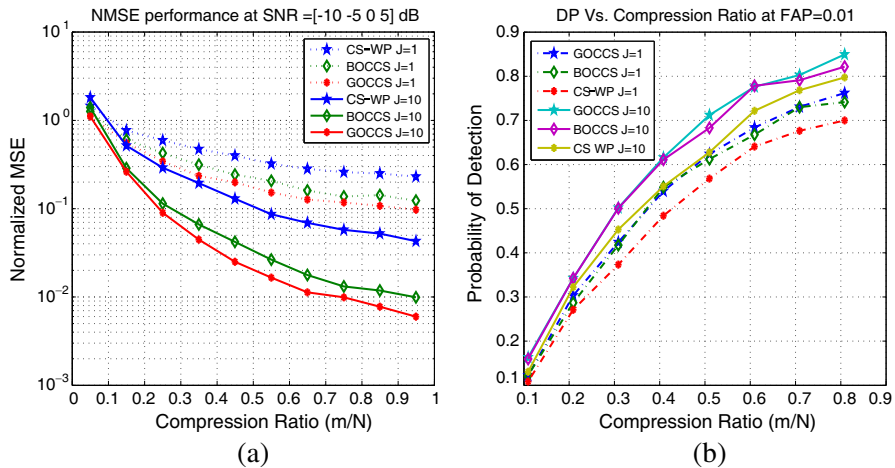 NMSE performance at SNR =[-10 -5 0 5] dB
10^1
10^0
10^-1
10^-2
10^-3
Normalized MSE
CS-WP J=1
BOCCS J=1
GOCCS J=1
CS-WP J=10
BOCCS J=10
GOCCS J=10
0 0.1 0.2 0.3 0.4 0.5 0.6 0.7 0.8 0.9 1
Compression Ratio (m/N)
(a)
DP Vs. Compression Ratio at FAP=0.01
0.9
0.8
0.7
0.6
0.5
0.4
0.3
0.2
0.1
Probability of Detection
GOCCS J=1
BOCCS J=1
CS-WP J=1
GOCCS J=10
BOCCS J=10
CS WP J=10
0.1 0.2 0.3 0.4 0.5 0.6 0.7 0.8 0.9
Compression Ratio (m/N)
(b)